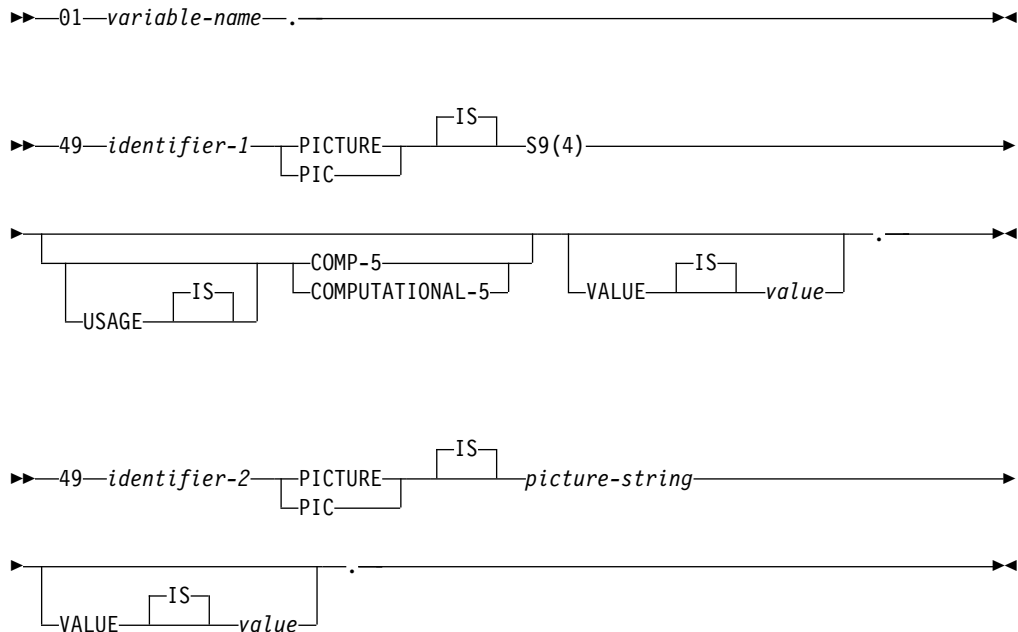 01 variable-name .
IS
49 identifier-1 PICTURE S9(4)
PIC
.
COMP-5
IS COMPUTATIONAL-5 IS
VALUE value
USAGE
IS
49 identifier-2 PICTURE picture-string
PIC
.
IS
VALUE value